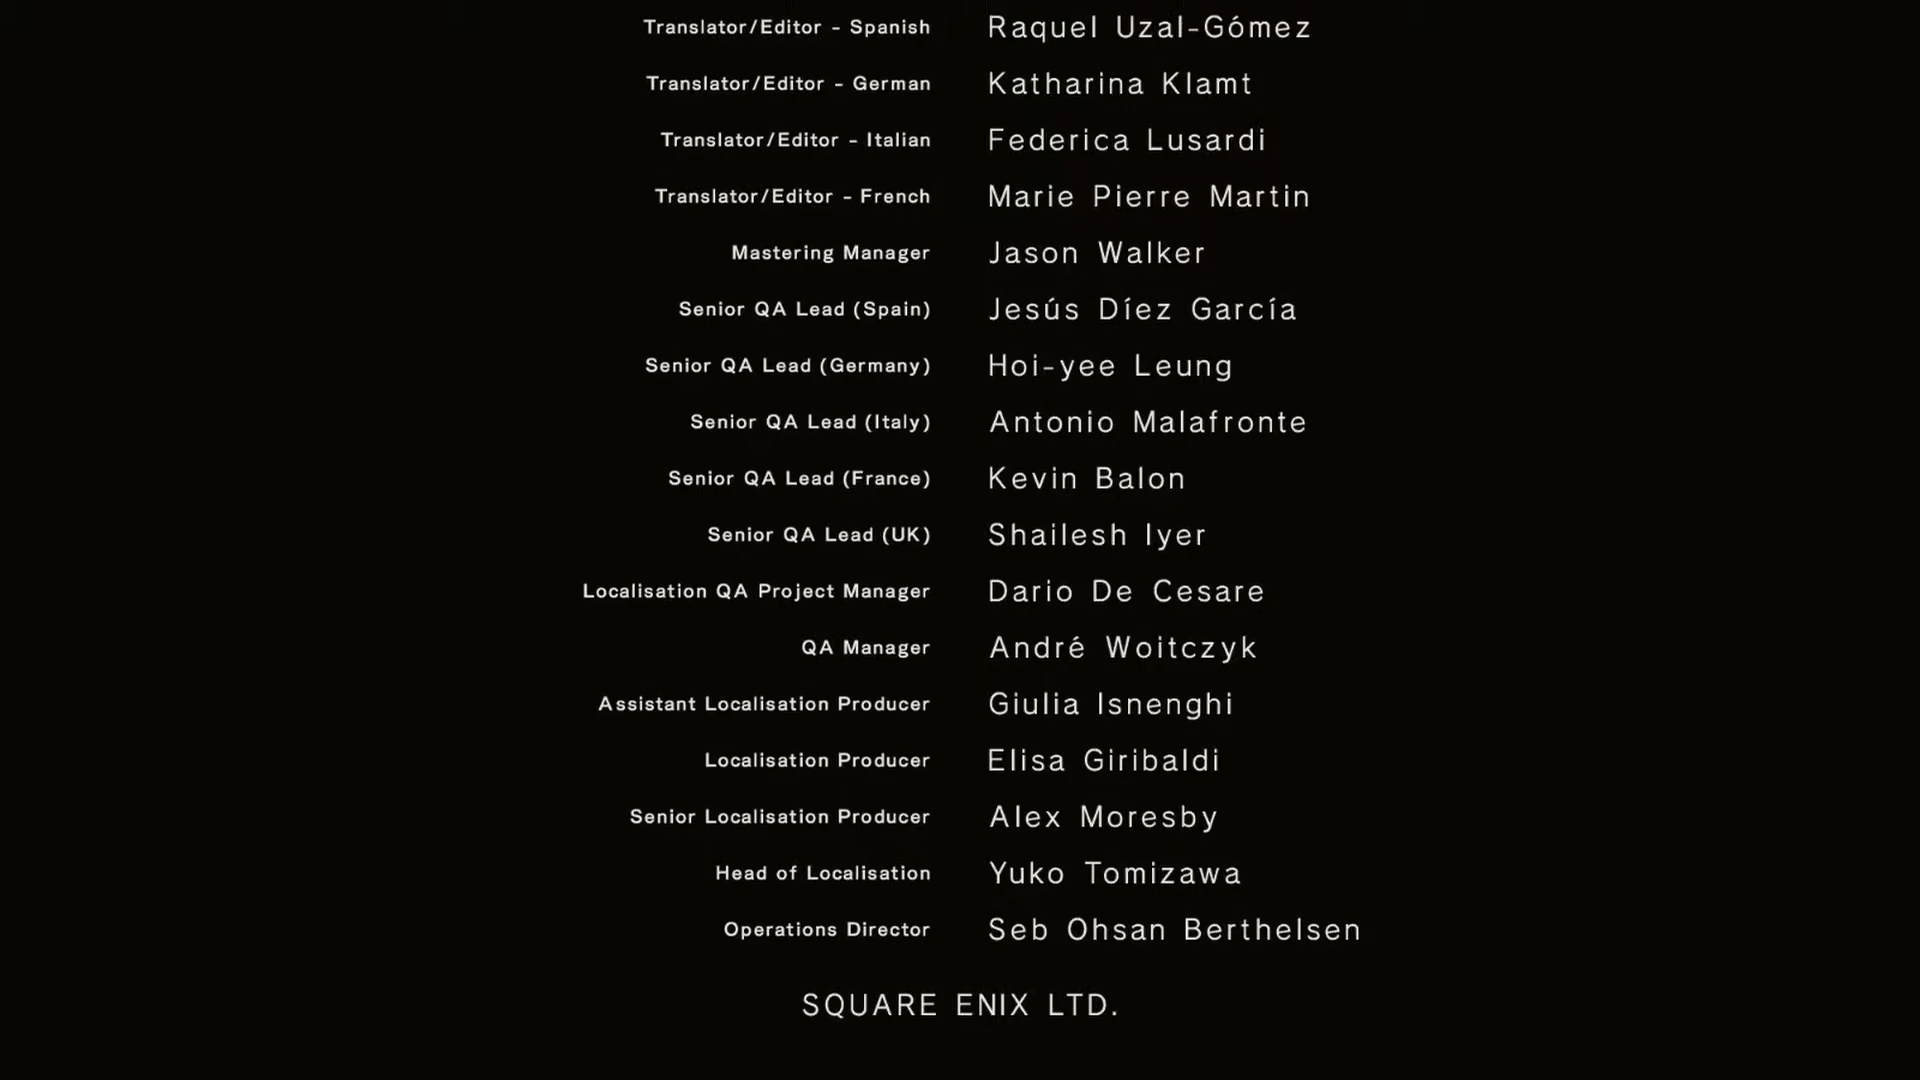 Translator/Editor - Spanish Raquel Uzal-Gómez
Translator/Editor - German Katharina Klamt
Translator/Editor - Italian Federica Lusardi
Translator/Editor - French Marie Pierre Martin
Mastering Manager Jason Walker
Senior QA Lead (Spain) Jesús Díez García
Senior QA Lead (Germany) Hoi-yee Leung
Senior QA Lead (Italy) Antonio Malafronte
Senior QA Lead (France) Kevin Balon
Senior QA Lead (UK) Shailesh Iyer
Localisation QA Project Manager Dario De Cesare
QA Manager André Woitczyk
Assistant Localisation Producer Giulia Isnenghi
Localisation Producer Elisa Giribaldi
Senior Localisation Producer Alex Moresby
Head of Localisation Yuko Tomizawa
Operations Director Seb Ohsan Berthelsen
SQUARE ENIX LTD.